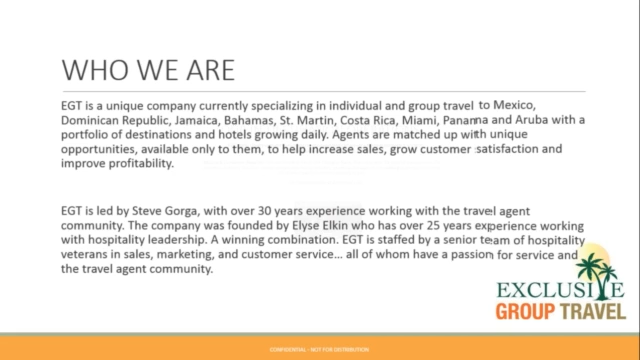 WHO WE ARE
EGT is a unique company currently specializing in individual and group travel to Mexico,
Dominican Republic, Jamaica, Bahamas, St. Martin, Costa Rica, Miami, Panama and Aruba with a
portfolio of destinations and hotels growing daily. Agents are matched up with unique
opportunities, available only to them, to help increase sales, grow customer satisfaction and
improve profitability.
EGT is led by Steve Gorga, with over 30 years experience working with the travel agent
community. The company was founded by Elyse Elkin who has over 25 years experience working
with hospitality leadership. A winning combination. EGT is staffed by a senior team of hospitality
veterans in sales, marketing, and customer service... all of whom have a passion for service and
the travel agent community.
EXCLUSIVE
GROUP TRAVEL
CONFIDENTIAL - NOT FOR DISTRIBUTION